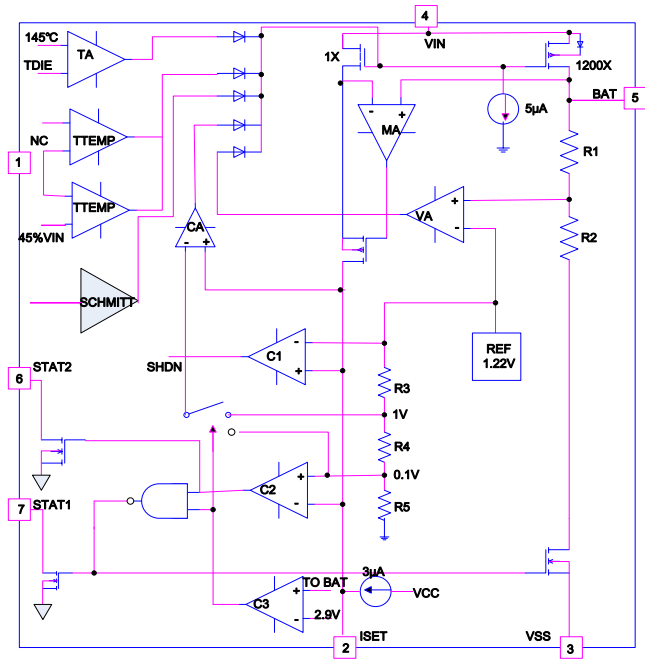 4
145℃
TA
VIN
1X
1200X
TDIE
BAT
5
5μA
- +
MA
NC
TTEMP
R1
1
TTEMP
VA
+
-
R2
45%VIN
CA
- +
SCHMITT
REF
1.22V
C1
-
+
SHDN
STAT2
R3
6
1V
R4
0.1V
C2
+
-
R5
7
STAT1
3μA
TO BAT
C3
+
-
2.9V
VCC
2
ISET
VSS
3